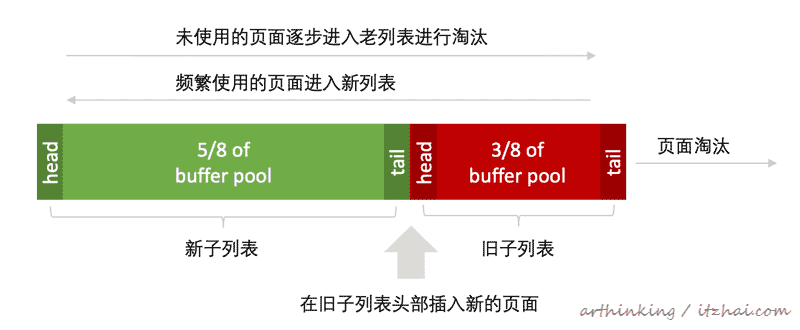 未使用的页面逐步进入老列表进行淘汰
频繁使用的页面进入新列表
head
5/8 of
buffer pool
tail
head
3/8 of
buffer pool
tail
页面淘汰
新子列表
旧子列表
在旧子列表头部插入新的页面
arthinking / itzhai.com